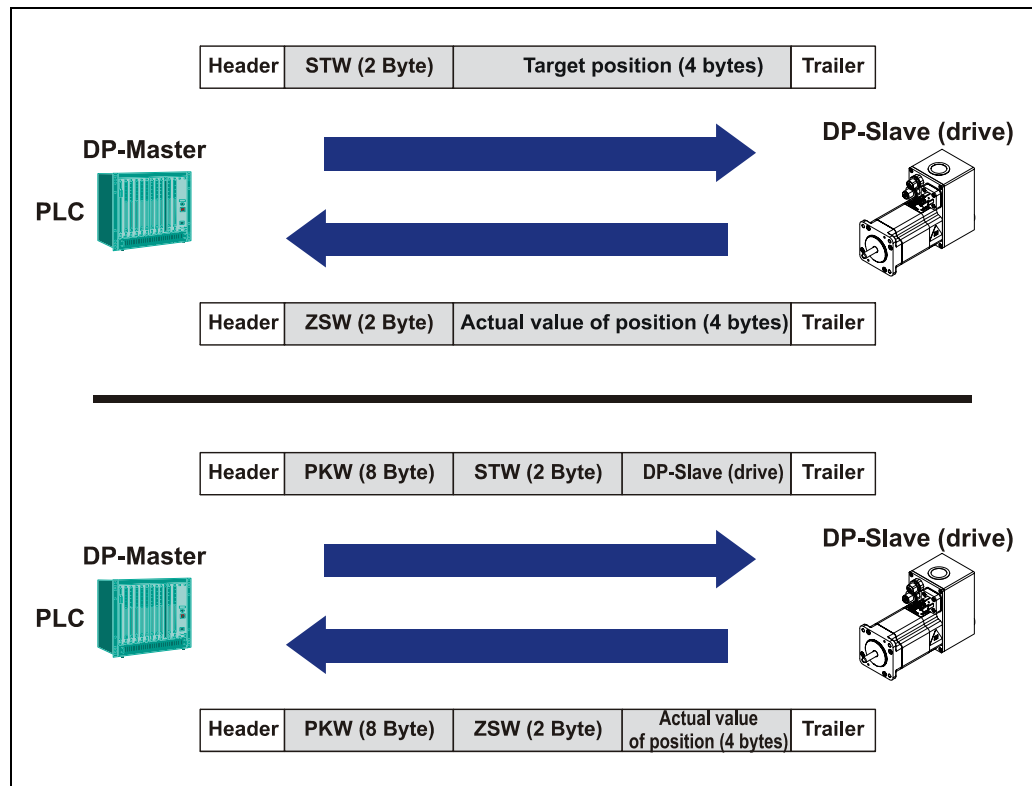 Header STW (2 Byte) Target position (4 bytes) Trailer
DP-Master
DP-Slave (drive)
PLC
Header ZSW (2 Byte) Actual value of position (4 bytes) Trailer
Header PKW (8 Byte) STW (2 Byte) DP-Slave (drive) Trailer
DP-Master
DP-Slave (drive)
PLC
Header PKW (8 Byte) ZSW (2 Byte) Actual value
of position (4 bytes) Trailer